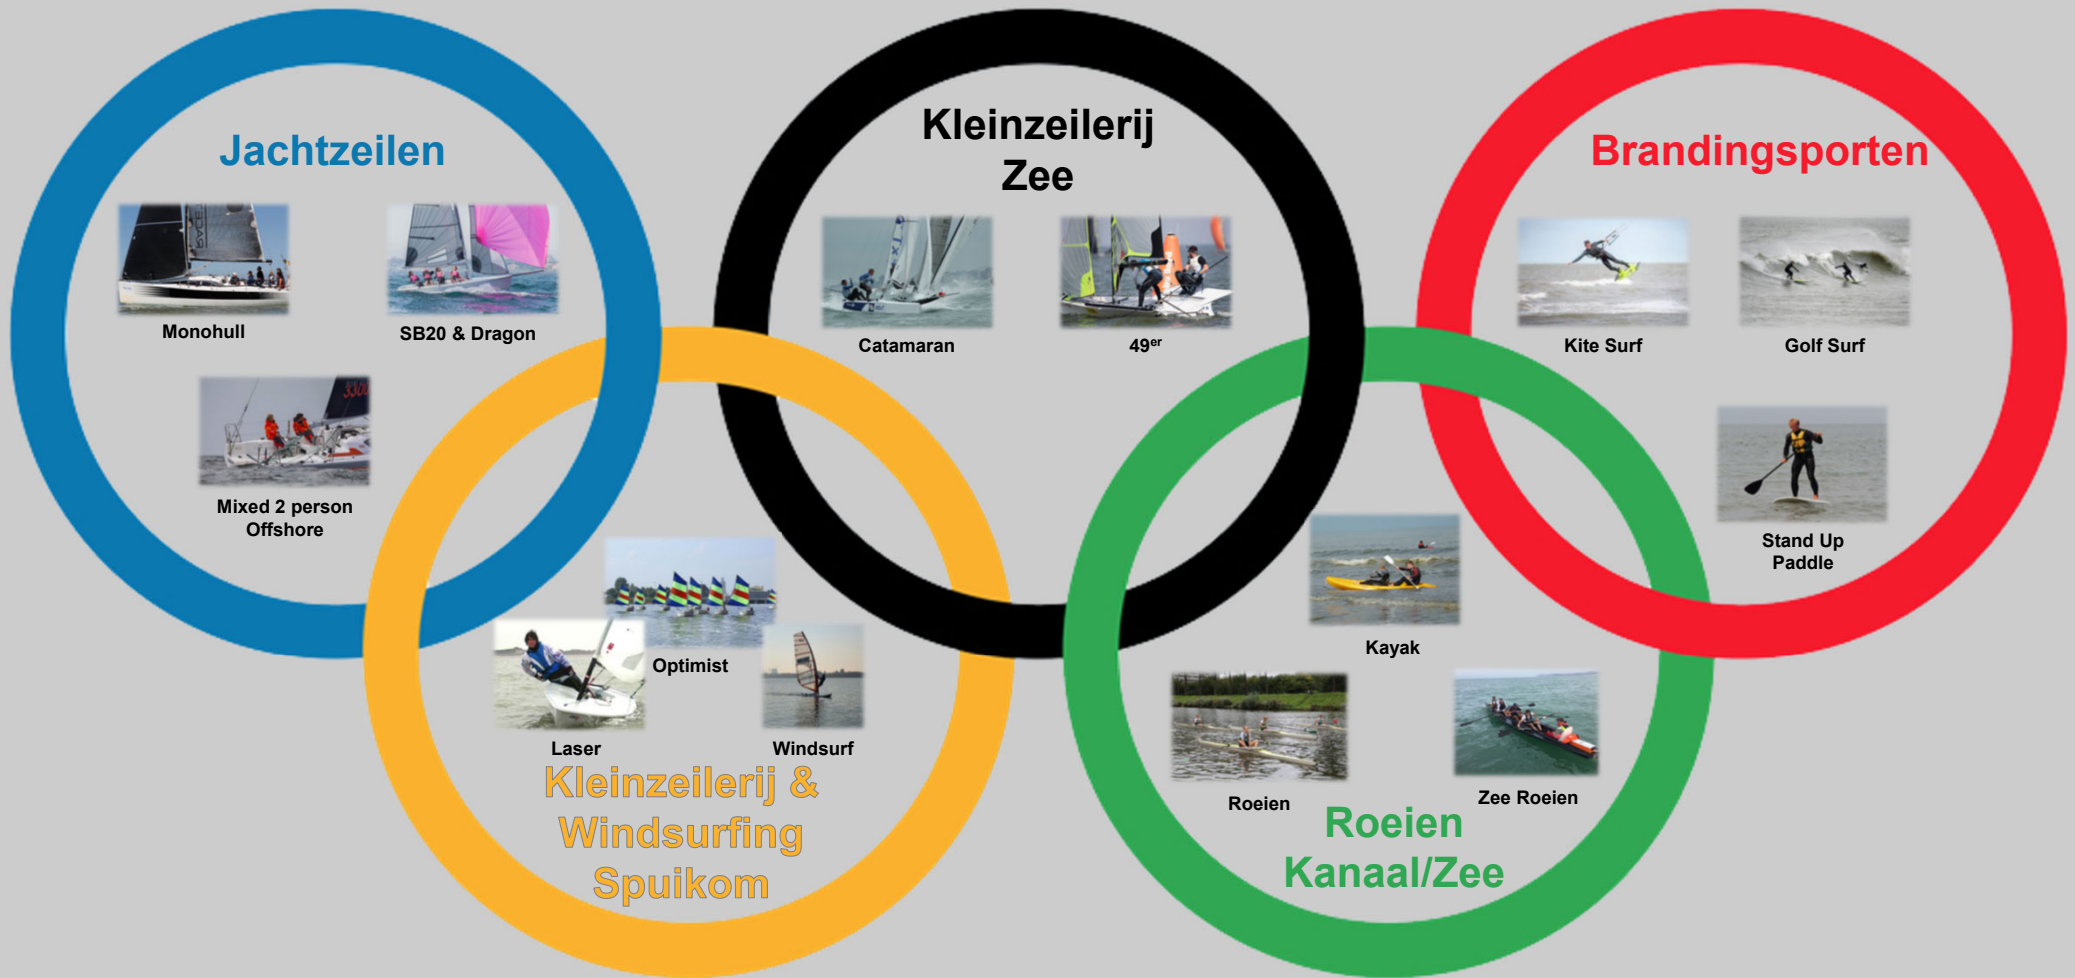 Jachtzeilen
Monohull
SB20 & Dragon
Mixed 2 person
Offshore
Kleinzeilerij
Zee
Catamaran
49er
Brandingsporten
Kite Surf
Golf Surf
Stand Up
Paddle
Optimist
Laser
Windsurf
Kleinzeilerij &
Windsurfing
Spuikom
Kayak
Roeien
Zee Roeien
Roeien
Kanaal/Zee